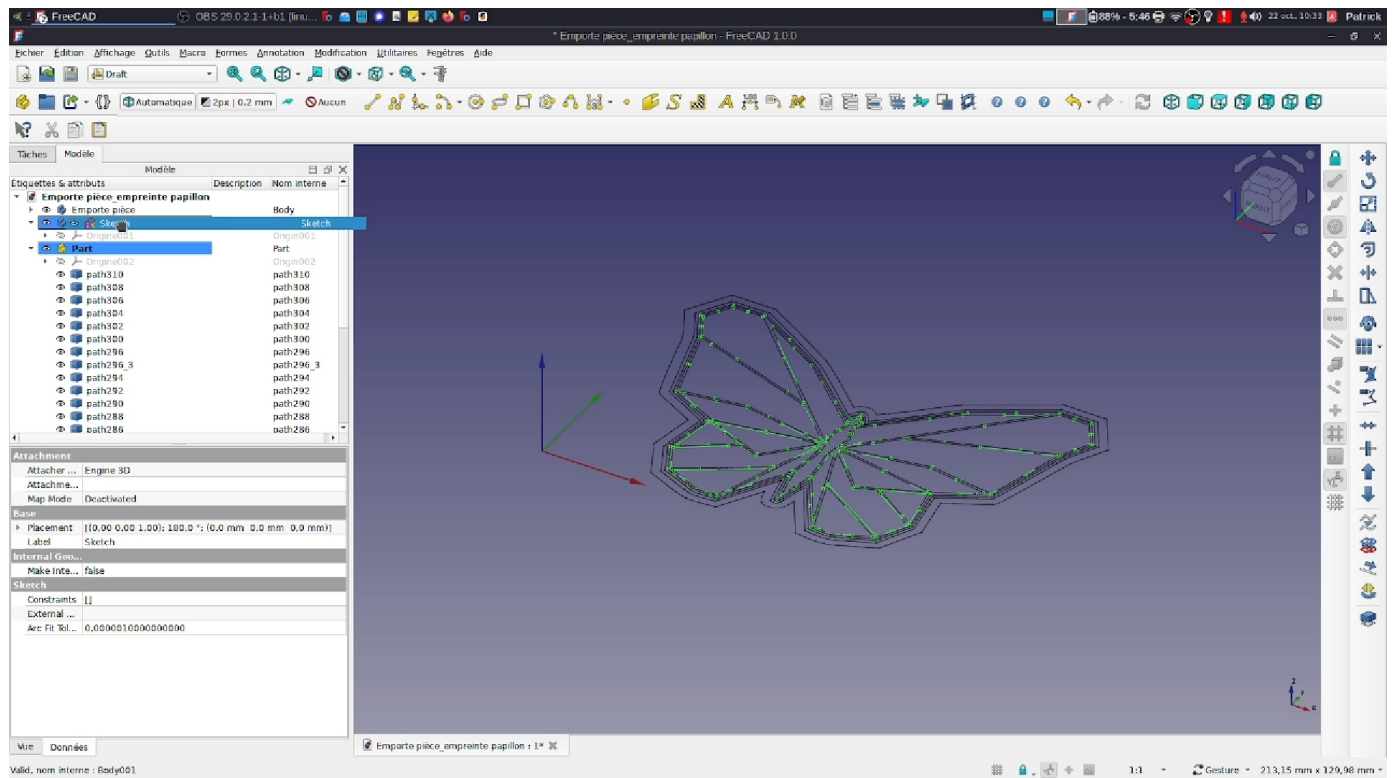 FreeCAD OBS 29.0.2.1-1+b1 (linu... 88% - 5:46 22 oct., 10:33 Patrick
* Emporte pièce_empreinte papillon - FreeCAD 1.0.0
Fichier Édition Affichage Outils Macro Formes Annotation Modification Utilitaires Fenêtres Aide
Draft
Automatique 2px | 0.2 mm Aucun
Tâches Modèle
Modèle
Étiquettes & attributs Description Nom interne
Emporte pièce_empreinte papillon
Emporte pièce Body
Sketch Sketch
Origine001 Origin001
Part Part
Origine002 Origin002
path310 path310
path308 path308
path306 path306
path304 path304
path302 path302
path300 path300
path296 path296
path296_3 path296_3
path294 path294
path292 path292
path290 path290
path288 path288
path286 path286
Attachment
Attacher ... Engine 3D
Attachme...
Map Mode Deactivated
Base
Placement [(0,00 0,00 1,00); 180,0 °; (0,0 mm 0,0 mm 0,0 mm)]
Label Sketch
Internal Geo...
Make Inte... false
Sketch
Constraints []
External ...
Arc Fit Tol... 0,0000010000000000
Vue Données
Emporte pièce_empreinte papillon : 1*
Valid, nom interne : Body001 1:1 Gesture 213,15 mm x 129,98 mm